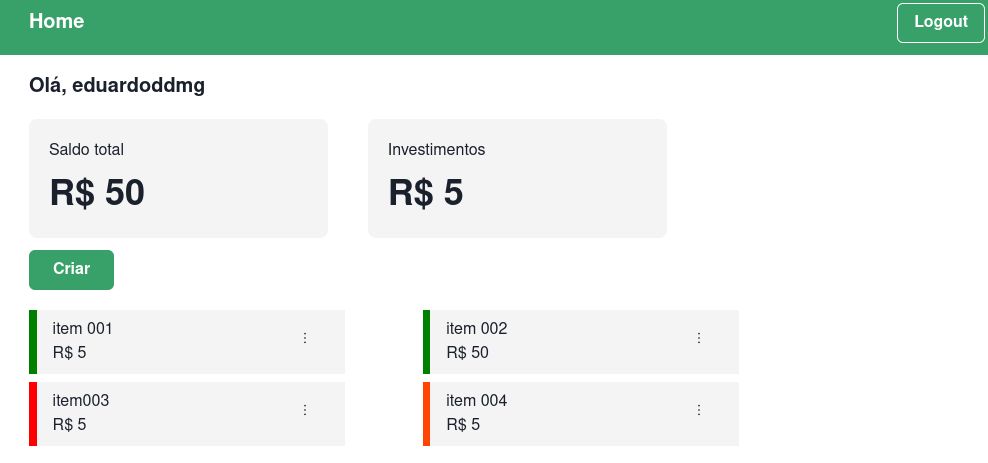 Home
Logout
Olá, eduardoddmg
Saldo total
R$ 50
Investimentos
R$ 5
Criar
item 001
R$ 5
item 002
R$ 50
item003
R$ 5
item 004
R$ 5